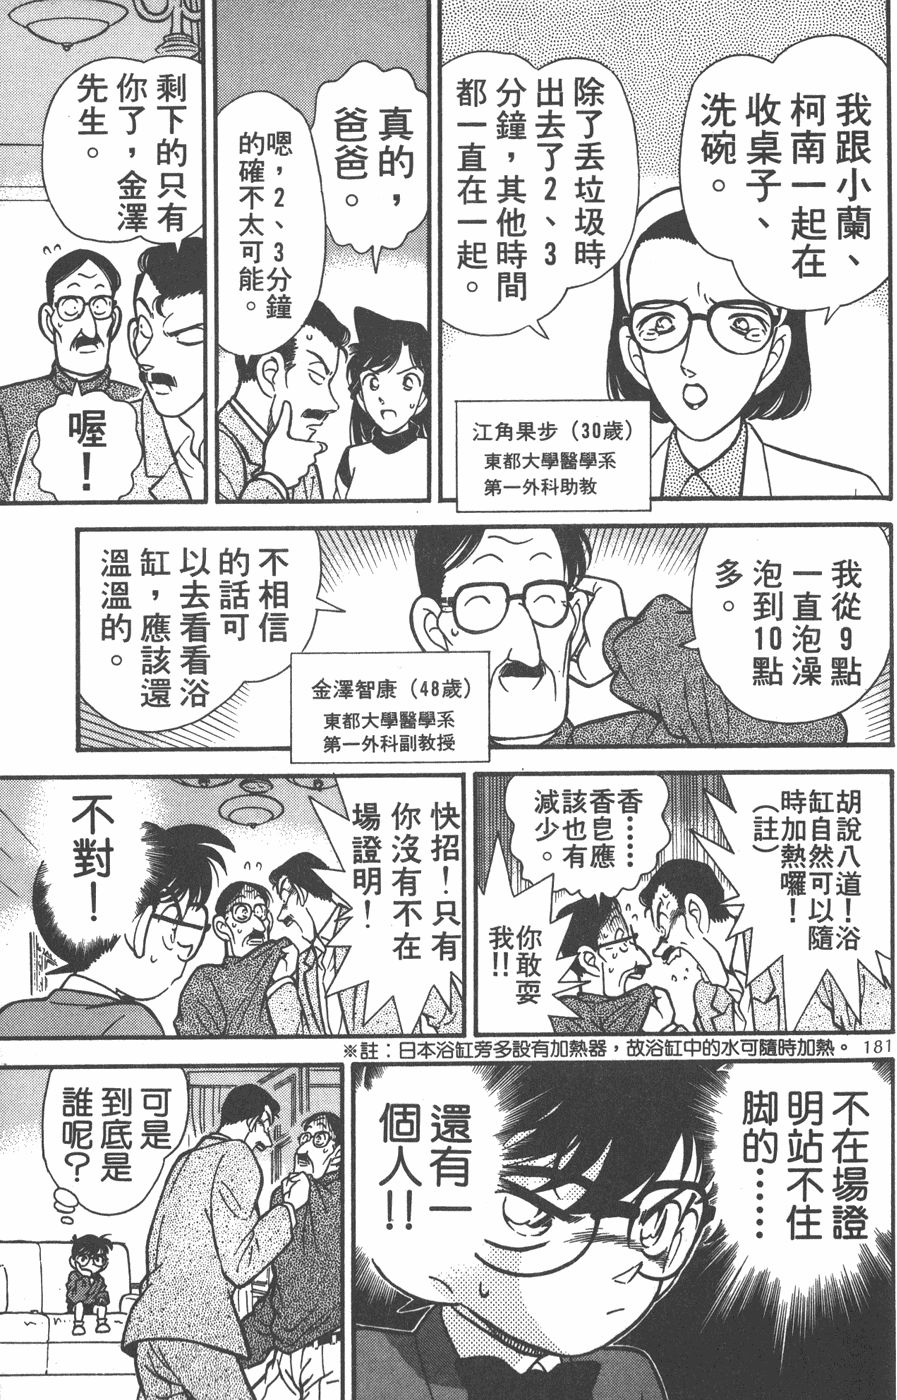 我跟小蘭、
柯南一起在
收桌子、
洗碗。
除了丟垃圾時
出去了2、3
分鐘，其他時間
都一直在一起。
江角果步（30歲）
東都大學醫學系
第一外科助教
真的，
爸爸。
嗯，2、3分鐘
的確不太可能。
剩下的只有
你了，金澤
先生。
喔！
我從9點
一直泡澡
泡到10點
多。
不相信
的話可
以去看看浴
缸，應該還
溫溫的。
金澤智康（48歲）
東都大學醫學系
第一外科副教授
胡說八道！浴
缸自然可以隨
時加熱囉！
（註）
香……
香皂應
該也有
減少。
你敢耍
我!!
快招！只有
你沒有不在
場證明！
不對！
※註：日本浴缸旁多設有加熱器，故浴缸中的水可隨時加熱。
181
不在場證
明站不住
脚的……
還有一
個人!!
可是
到底是
誰呢？